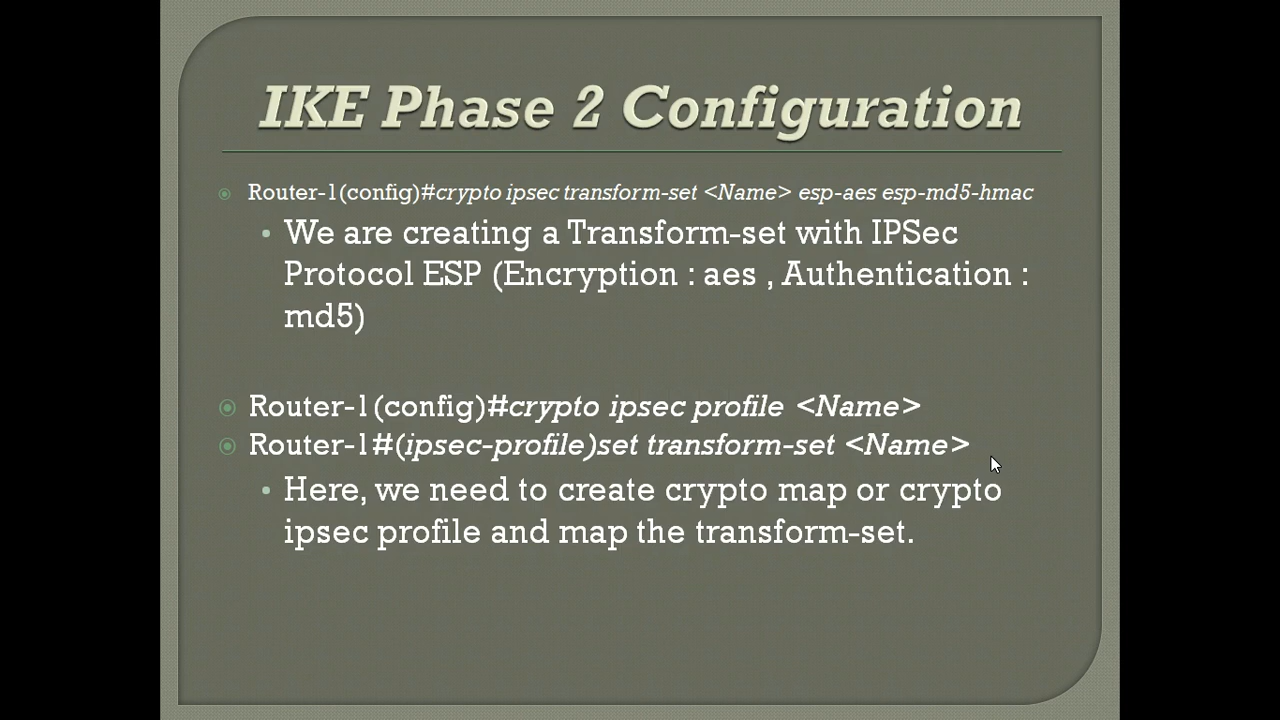 IKE Phase 2 Configuration
Router-1(config)#crypto ipsec transform-set <Name> esp-aes esp-md5-hmac
We are creating a Transform-set with IPSec
Protocol ESP (Encryption : aes , Authentication :
md5)
Router-1(config)#crypto ipsec profile <Name>
Router-1#(ipsec-profile)set transform-set <Name>
Here, we need to create crypto map or crypto
ipsec profile and map the transform-set.